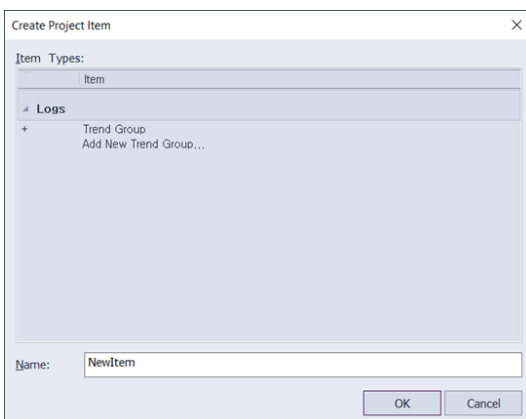 Create Project Item
Item Types:
Item
Logs
+ Trend Group
Add New Trend Group...
Name: NewItem
OK Cancel